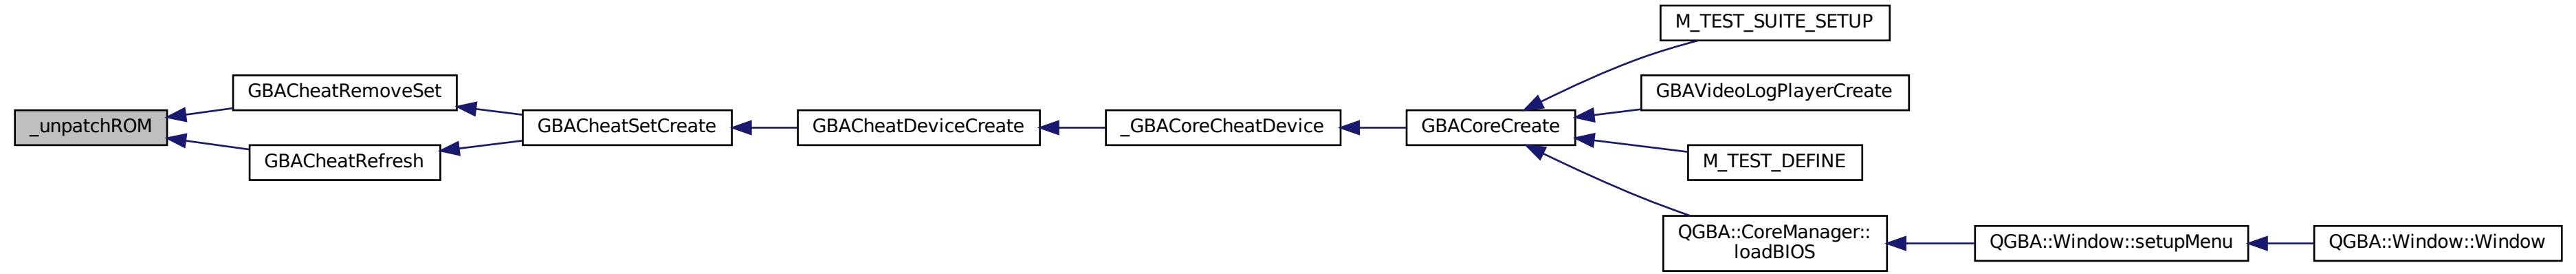 _unpatchROM
GBACheatRemoveSet
GBACheatRefresh
GBACheatSetCreate
GBACheatDeviceCreate
_GBACoreCheatDevice
GBACoreCreate
M_TEST_SUITE_SETUP
GBAVideoLogPlayerCreate
M_TEST_DEFINE
QGBA::CoreManager::
loadBIOS
QGBA::Window::setupMenu
QGBA::Window::Window